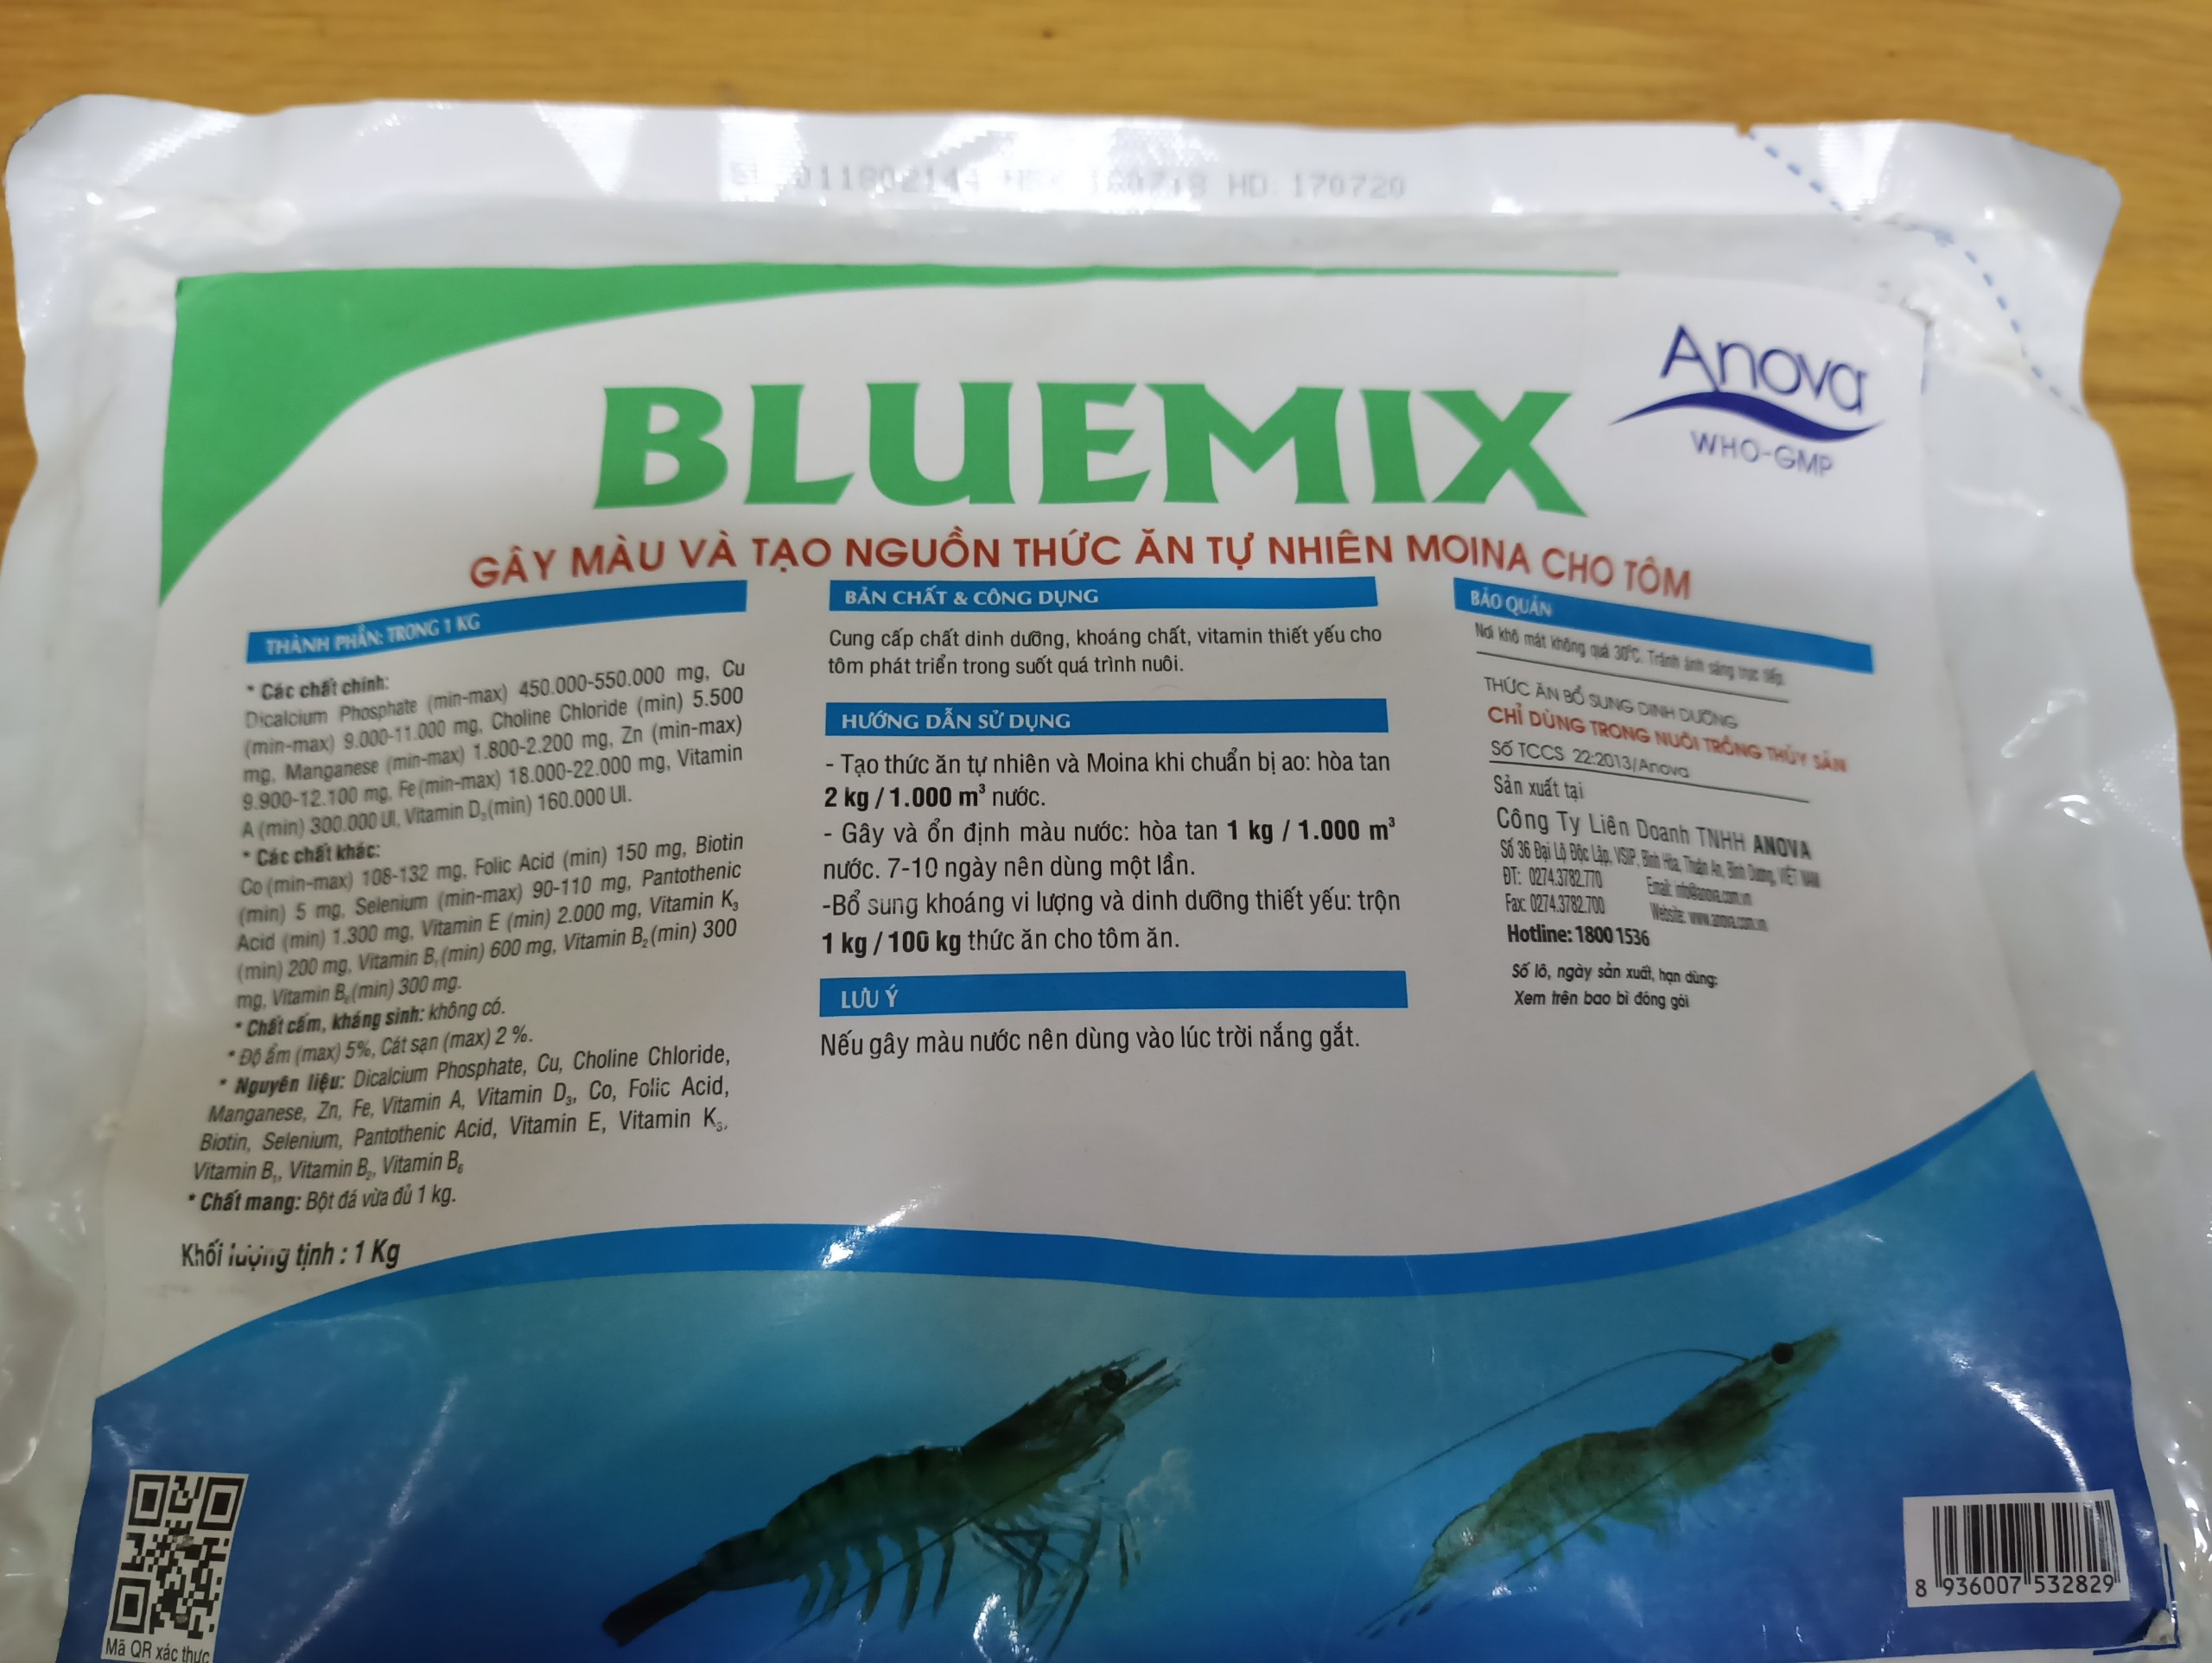 011802144 HD: 170720
Anova
WHO-GMP
BLUEMIX
GÂY MÀU VÀ TẠO NGUỒN THỨC ĂN TỰ NHIÊN MOINA CHO TÔM
THÀNH PHẦN: TRONG 1 KG
* Các chất chính:
Dicalcium Phosphate (min-max) 450.000-550.000 mg, Cu
(min-max) 9.000-11.000 mg, Choline Chloride (min) 5.500
mg, Manganese (min-max) 1.800-2.200 mg, Zn (min-max)
9.900-12.100 mg, Fe (min-max) 18.000-22.000 mg, Vitamin
A (min) 300.000 UI, Vitamin D₃ (min) 160.000 UI.
* Các chất khác:
Co (min-max) 108-132 mg, Folic Acid (min) 150 mg, Biotin
(min) 5 mg, Selenium (min-max) 90-110 mg, Pantothenic
Acid (min) 1.300 mg, Vitamin E (min) 2.000 mg, Vitamin K₃
(min) 200 mg, Vitamin B₁ (min) 600 mg, Vitamin B₂ (min) 300
mg, Vitamin B₆ (min) 300 mg.
* Chất cấm, kháng sinh: không có.
* Độ ẩm (max) 5%, Cát sạn (max) 2 %.
* Nguyên liệu: Dicalcium Phosphate, Cu, Choline Chloride,
Manganese, Zn, Fe, Vitamin A, Vitamin D₃, Co, Folic Acid,
Biotin, Selenium, Pantothenic Acid, Vitamin E, Vitamin K₃,
Vitamin B₁, Vitamin B₂, Vitamin B₆
* Chất mang: Bột đá vừa đủ 1 kg.
Khối lượng tịnh : 1 Kg
BẢN CHẤT & CÔNG DỤNG
Cung cấp chất dinh dưỡng, khoáng chất, vitamin thiết yếu cho
tôm phát triển trong suốt quá trình nuôi.
HƯỚNG DẪN SỬ DỤNG
- Tạo thức ăn tự nhiên và Moina khi chuẩn bị ao: hòa tan
2 kg / 1.000 m³ nước.
- Gây và ổn định màu nước: hòa tan 1 kg / 1.000 m³
nước. 7-10 ngày nên dùng một lần.
-Bổ sung khoáng vi lượng và dinh dưỡng thiết yếu: trộn
1 kg / 100 kg thức ăn cho tôm ăn.
LƯU Ý
Nếu gây màu nước nên dùng vào lúc trời nắng gắt.
BẢO QUẢN
Nơi khô mát không quá 30°C. Tránh ánh sáng trực tiếp.
THỨC ĂN BỔ SUNG DINH DƯỠNG
CHỈ DÙNG TRONG NUÔI TRỒNG THỦY SẢN
Số TCCS 22:2013/Anova
Sản xuất tại
Công Ty Liên Doanh TNHH ANOVA
Số 36 Đại Lộ Độc Lập, VSIP, Bình Hòa, Thuận An, Bình Dương, VIỆT NAM
ĐT: 0274.3782.770 Email: info@anova.com.vn
Fax: 0274.3782.700 Website: www.anova.com.vn
Hotline: 1800 1536
Số lô, ngày sản xuất, hạn dùng:
Xem trên bao bì đóng gói
Mã QR xác thực
8 936007 532829